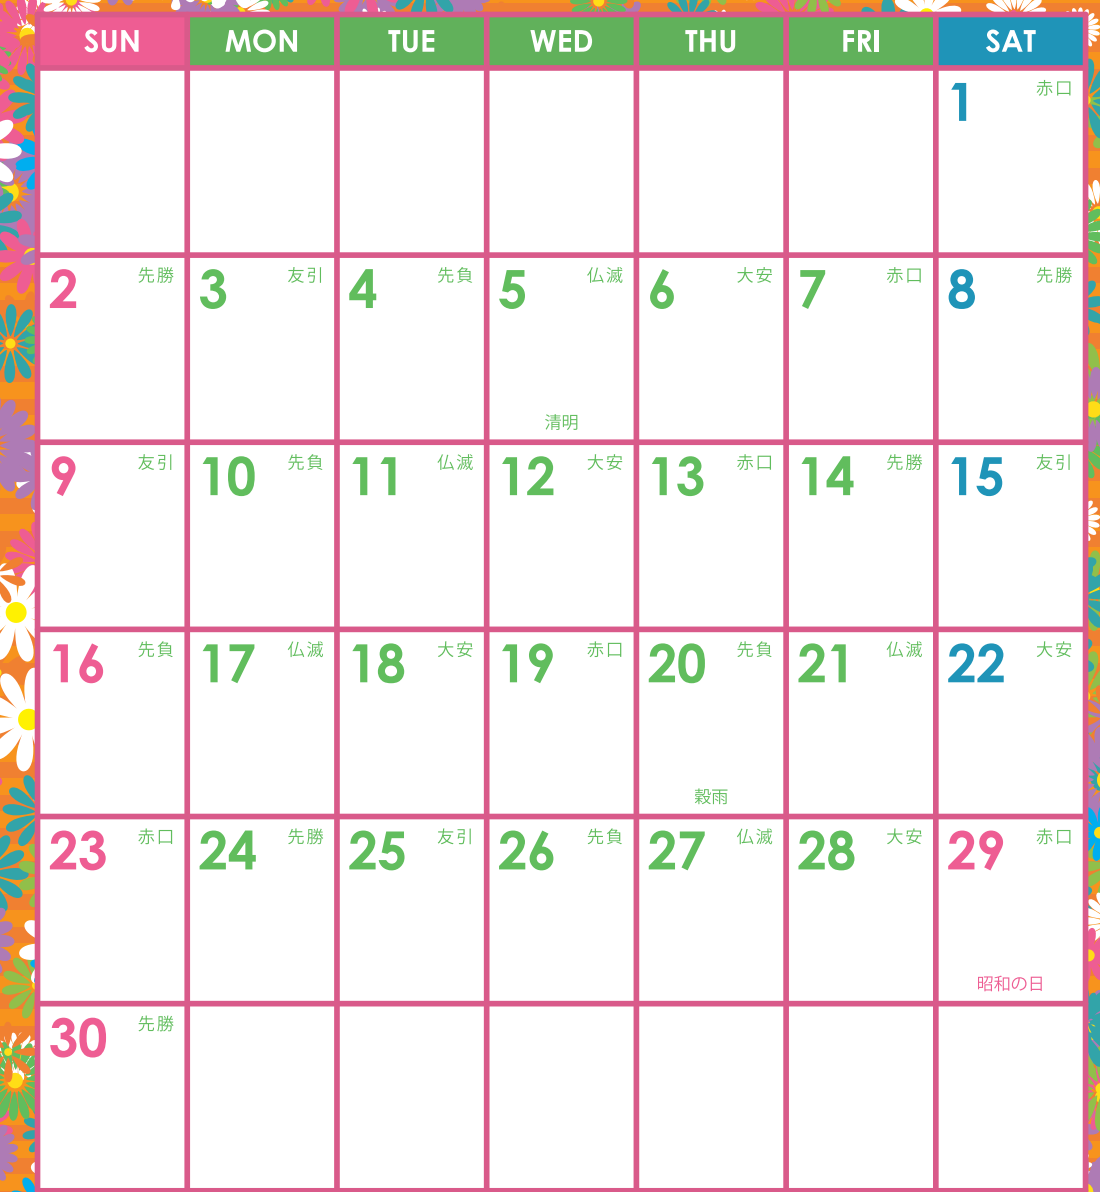 SUN MON TUE WED THU FRI SAT
1 赤口
2 先勝 3 友引 4 先負 5 仏滅 6 大安 7 赤口 8 先勝
清明
9 友引 10 先負 11 仏滅 12 大安 13 赤口 14 先勝 15 友引
16 先負 17 仏滅 18 大安 19 赤口 20 先負 21 仏滅 22 大安
穀雨
23 赤口 24 先勝 25 友引 26 先負 27 仏滅 28 大安 29 赤口
昭和の日
30 先勝